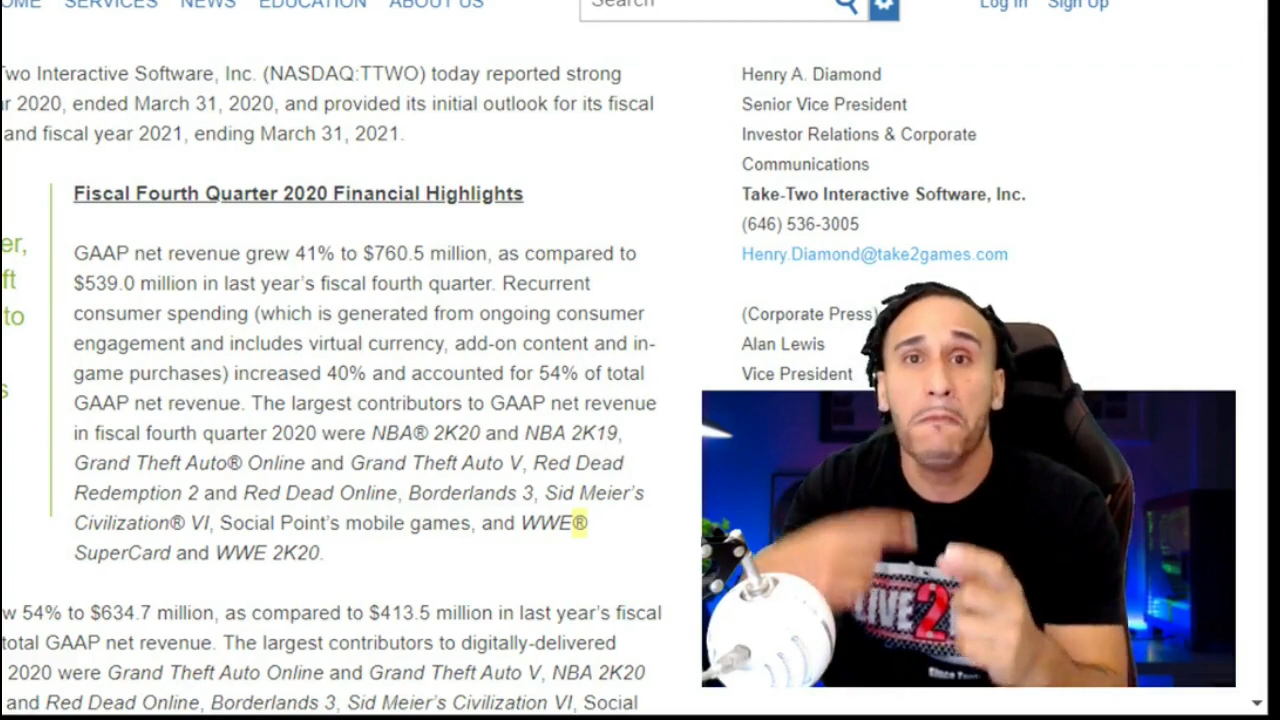 OME SERVICES NEWS EDUCATION ABOUT US Search Log In Sign Up
Two Interactive Software, Inc. (NASDAQ:TTWO) today reported strong
r 2020, ended March 31, 2020, and provided its initial outlook for its fiscal
and fiscal year 2021, ending March 31, 2021.
Fiscal Fourth Quarter 2020 Financial Highlights
er,
ft
to
s
GAAP net revenue grew 41% to $760.5 million, as compared to
$539.0 million in last year's fiscal fourth quarter. Recurrent
consumer spending (which is generated from ongoing consumer
engagement and includes virtual currency, add-on content and in-
game purchases) increased 40% and accounted for 54% of total
GAAP net revenue. The largest contributors to GAAP net revenue
in fiscal fourth quarter 2020 were NBA® 2K20 and NBA 2K19,
Grand Theft Auto® Online and Grand Theft Auto V, Red Dead
Redemption 2 and Red Dead Online, Borderlands 3, Sid Meier's
Civilization® VI, Social Point's mobile games, and WWE®
SuperCard and WWE 2K20.
w 54% to $634.7 million, as compared to $413.5 million in last year's fiscal
total GAAP net revenue. The largest contributors to digitally-delivered
2020 were Grand Theft Auto Online and Grand Theft Auto V, NBA 2K20
and Red Dead Online, Borderlands 3, Sid Meier's Civilization VI, Social
Henry A. Diamond
Senior Vice President
Investor Relations & Corporate
Communications
Take-Two Interactive Software, Inc.
(646) 536-3005
Henry.Diamond@take2games.com
(Corporate Press)
Alan Lewis
Vice President
LIVE 2